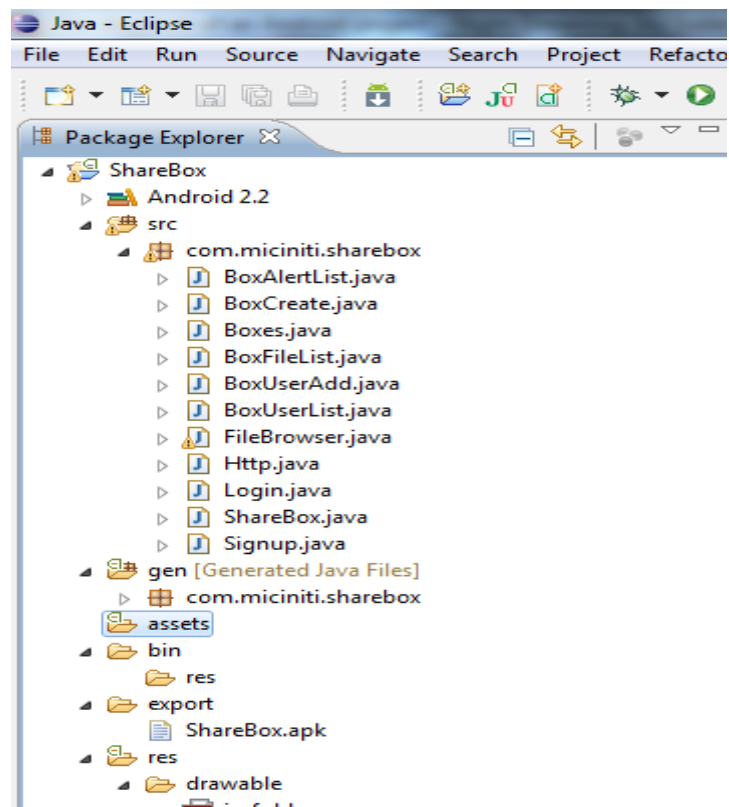 Java - Eclipse
File Edit Run Source Navigate Search Project Refacto
Package Explorer
ShareBox
Android 2.2
src
com.miciniti.sharebox
BoxAlertList.java
BoxCreate.java
Boxes.java
BoxFileList.java
BoxUserAdd.java
BoxUserList.java
FileBrowser.java
Http.java
Login.java
ShareBox.java
Signup.java
gen [Generated Java Files]
com.miciniti.sharebox
assets
bin
res
export
ShareBox.apk
res
drawable